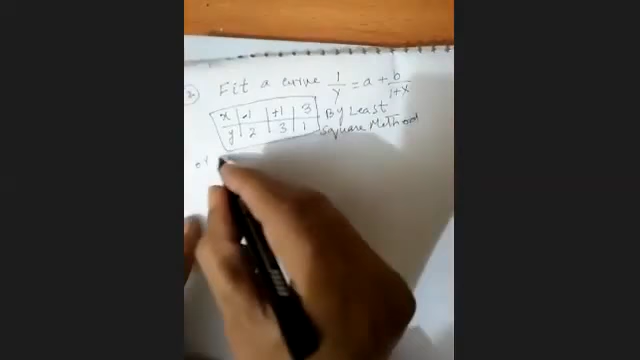 Fit a curve 1/y = a + b/1+x
x | -1 | +1 | 3 By Least
y | 2 | 3 | 1 Square Method